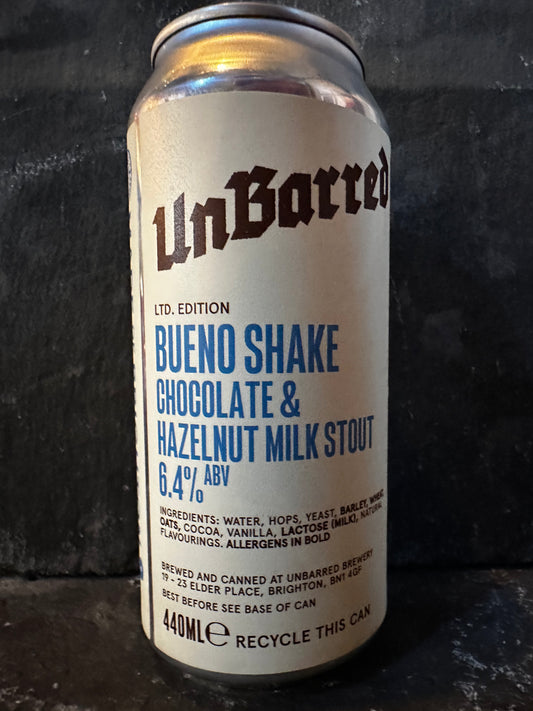 UnBarred
LTD. EDITION
BUENO SHAKE
CHOCOLATE &
HAZELNUT MILK STOUT
6.4% ABV
INGREDIENTS: WATER, HOPS, YEAST, BARLEY, WHEAT,
OATS, COCOA, VANILLA, LACTOSE (MILK), NATURAL
FLAVOURINGS. ALLERGENS IN BOLD
BREWED AND CANNED AT UNBARRED BREWERY
19 - 23 ELDER PLACE, BRIGHTON, BN1 4GF
BEST BEFORE SEE BASE OF CAN
440ML℮ RECYCLE THIS CAN